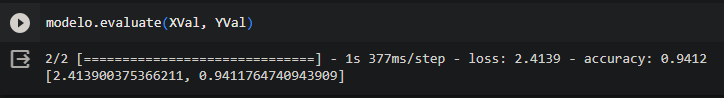 modelo.evaluate(XVal, YVal)
2/2 [==============================] - 1s 377ms/step - loss: 2.4139 - accuracy: 0.9412
[2.413900375366211, 0.9411764740943909]